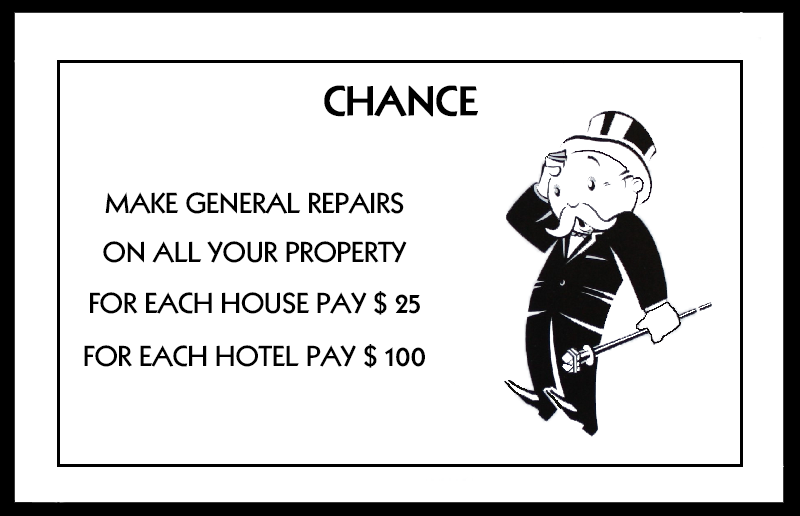 CHANCE
MAKE GENERAL REPAIRS
ON ALL YOUR PROPERTY
FOR EACH HOUSE PAY $ 25
FOR EACH HOTEL PAY $ 100